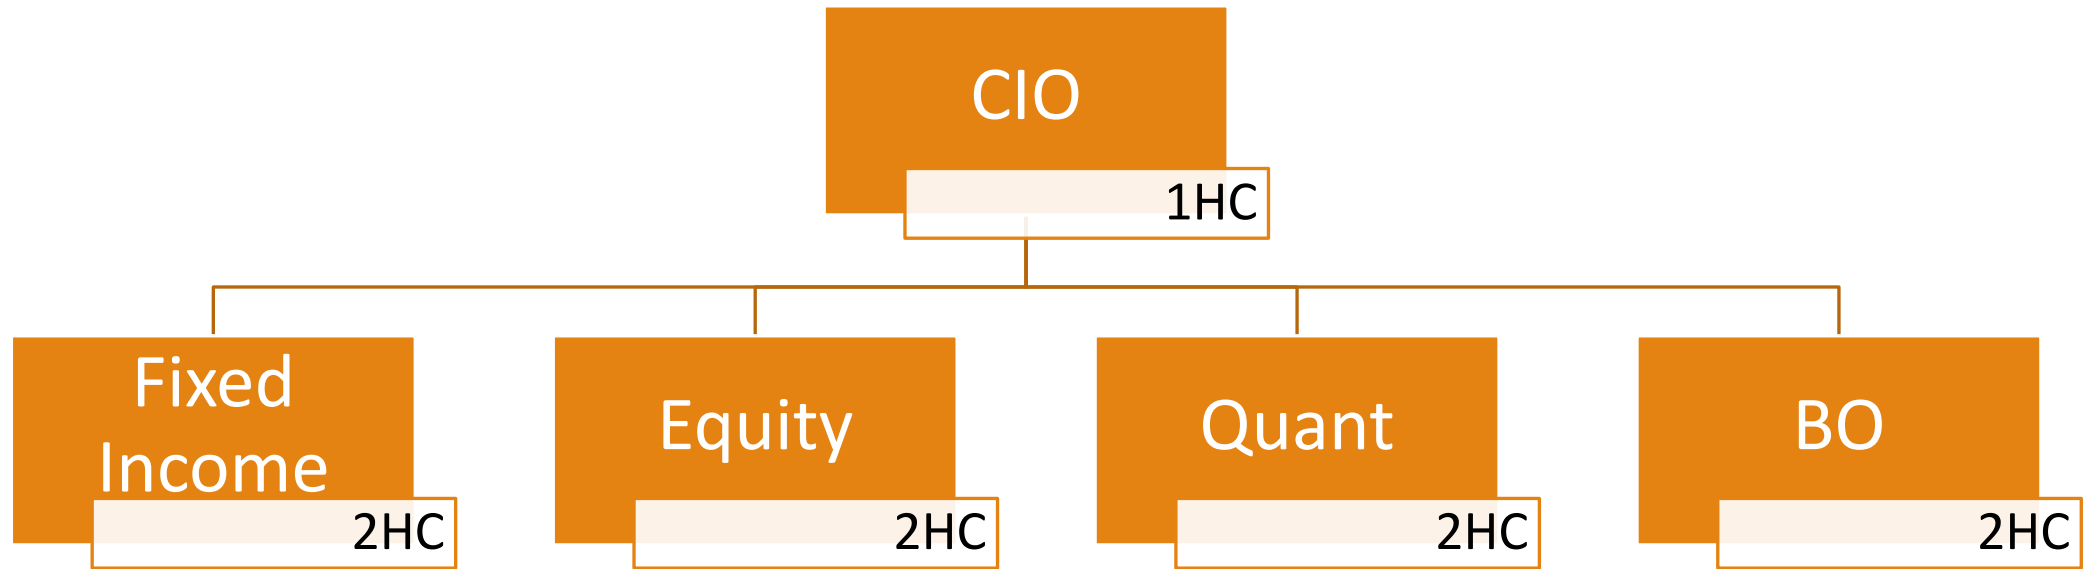 CIO
1HC
Fixed
Income
2HC
Equity
2HC
Quant
2HC
BO
2HC